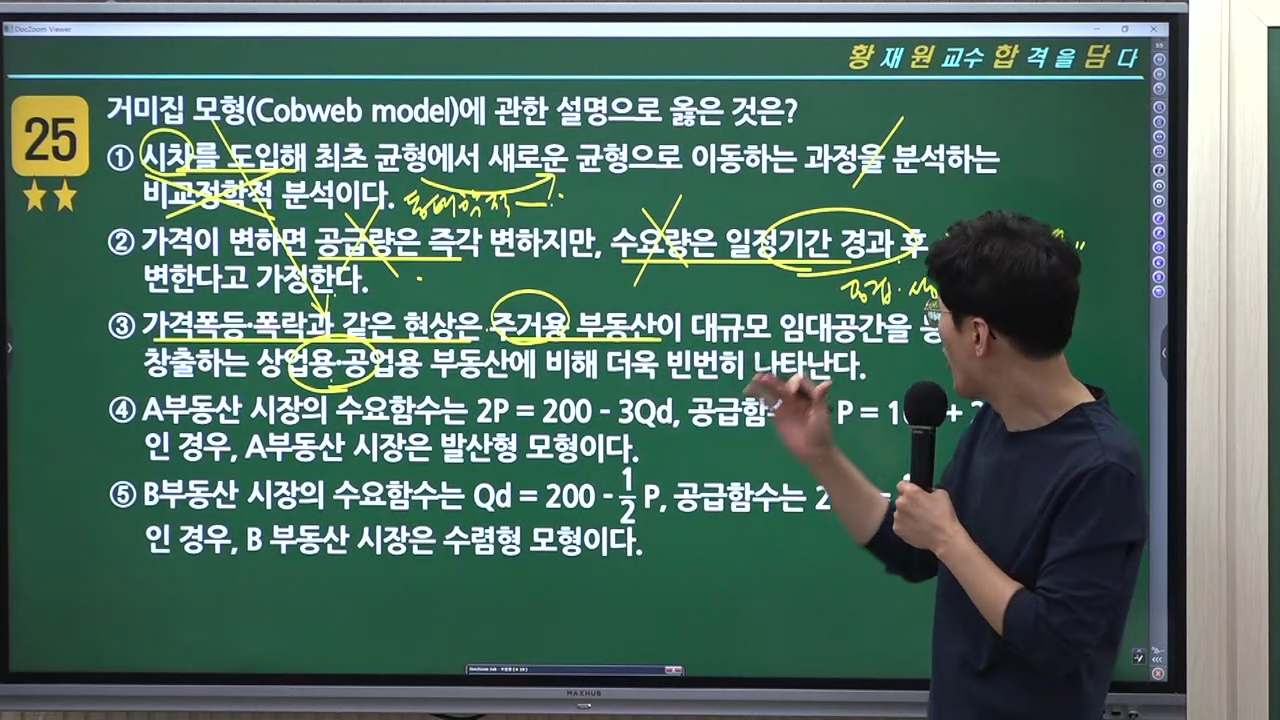 DocZoom Viewer
황재원 교수 합격을 담다
25
거미집 모형(Cobweb model)에 관한 설명으로 옳은 것은?
① 시차를 도입해 최초 균형에서 새로운 균형으로 이동하는 과정을 분석하는
비교정학적 분석이다.
② 가격이 변하면 공급량은 즉각 변하지만, 수요량은 일정기간 경과 후
변한다고 가정한다.
③ 가격폭등·폭락과 같은 현상은 주거용 부동산이 대규모 임대공간을
창출하는 상업용·공업용 부동산에 비해 더욱 빈번히 나타난다.
④ A부동산 시장의 수요함수는 2P = 200 - 3Qd, 공급함 P = 1 +
인 경우, A부동산 시장은 발산형 모형이다.
⑤ B부동산 시장의 수요함수는 Qd = 200 - 1/2 P, 공급함수는 2
인 경우, B 부동산 시장은 수렴형 모형이다.
MAXHUB